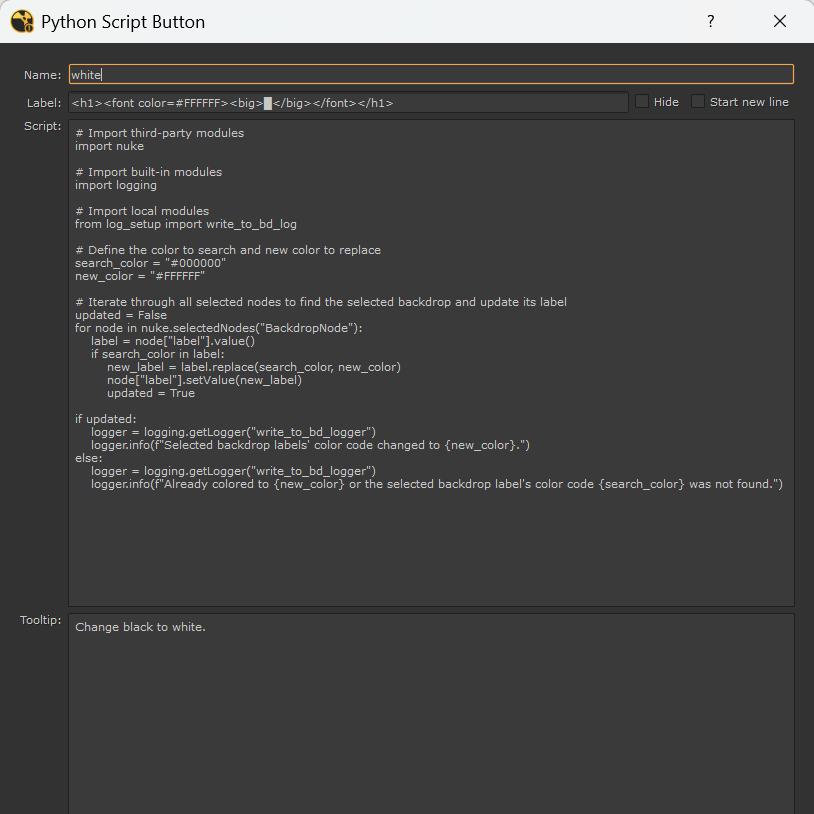 Python Script Button
?
Name: white
Label: <h1><font color=#FFFFFF><big>█</big></font></h1> Hide Start new line
Script:
# Import third-party modules
import nuke

# Import built-in modules
import logging

# Import local modules
from log_setup import write_to_bd_log

# Define the color to search and new color to replace
search_color = "#000000"
new_color = "#FFFFFF"

# Iterate through all selected nodes to find the selected backdrop and update its label
updated = False
for node in nuke.selectedNodes("BackdropNode"):
    label = node["label"].value()
    if search_color in label:
        new_label = label.replace(search_color, new_color)
        node["label"].setValue(new_label)
        updated = True

if updated:
    logger = logging.getLogger("write_to_bd_logger")
    logger.info(f"Selected backdrop labels' color code changed to {new_color}.")
else:
    logger = logging.getLogger("write_to_bd_logger")
    logger.info(f"Already colored to {new_color} or the selected backdrop label's color code {search_color} was not found.")
Tooltip:
Change black to white.